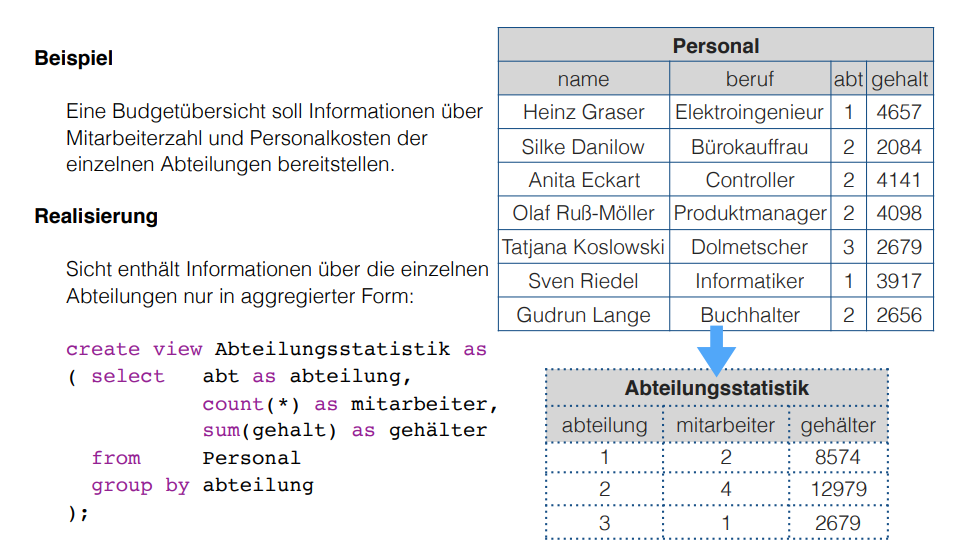 Beispiel
Eine Budgetübersicht soll Informationen über
Mitarbeiterzahl und Personalkosten der
einzelnen Abteilungen bereitstellen.
Realisierung
Sicht enthält Informationen über die einzelnen
Abteilungen nur in aggregierter Form:
create view Abteilungsstatistik as
( select abt as abteilung,
count(*) as mitarbeiter,
sum(gehalt) as gehälter
from Personal
group by abteilung
);
Personal
name beruf abt gehalt
Heinz Graser Elektroingenieur 1 4657
Silke Danilow Bürokauffrau 2 2084
Anita Eckart Controller 2 4141
Olaf Ruß-Möller Produktmanager 2 4098
Tatjana Koslowski Dolmetscher 3 2679
Sven Riedel Informatiker 1 3917
Gudrun Lange Buchhalter 2 2656
Abteilungsstatistik
abteilung mitarbeiter gehälter
1 2 8574
2 4 12979
3 1 2679